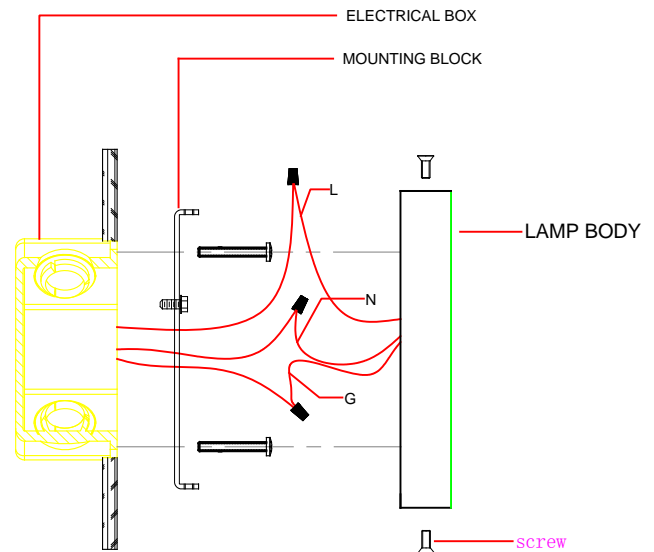 ELECTRICAL BOX
MOUNTING BLOCK
L
LAMP BODY
N
G
screw